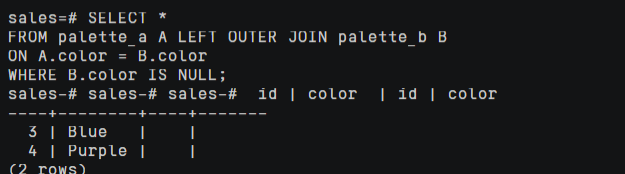 sales=# SELECT *
FROM palette_a A LEFT OUTER JOIN palette_b B
ON A.color = B.color
WHERE B.color IS NULL;
sales-# sales-# sales-#  id | color  | id | color
----+--------+----+-------
  3 | Blue   |    |
  4 | Purple |    |
(2 rows)